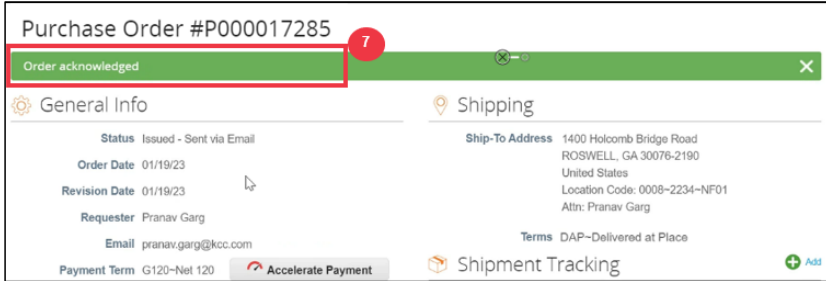 Purchase Order #P000017285
7
Order acknowledged
General Info
Status Issued - Sent via Email
Order Date 01/19/23
Revision Date 01/19/23
Requester Pranav Garg
Email pranav.garg@kcc.com
Payment Term G120~Net 120 Accelerate Payment
Shipping
Ship-To Address 1400 Holcomb Bridge Road
ROSWELL, GA 30076-2190
United States
Location Code: 0008~2234~NF01
Attn: Pranav Garg
Terms DAP~Delivered at Place
Shipment Tracking Add